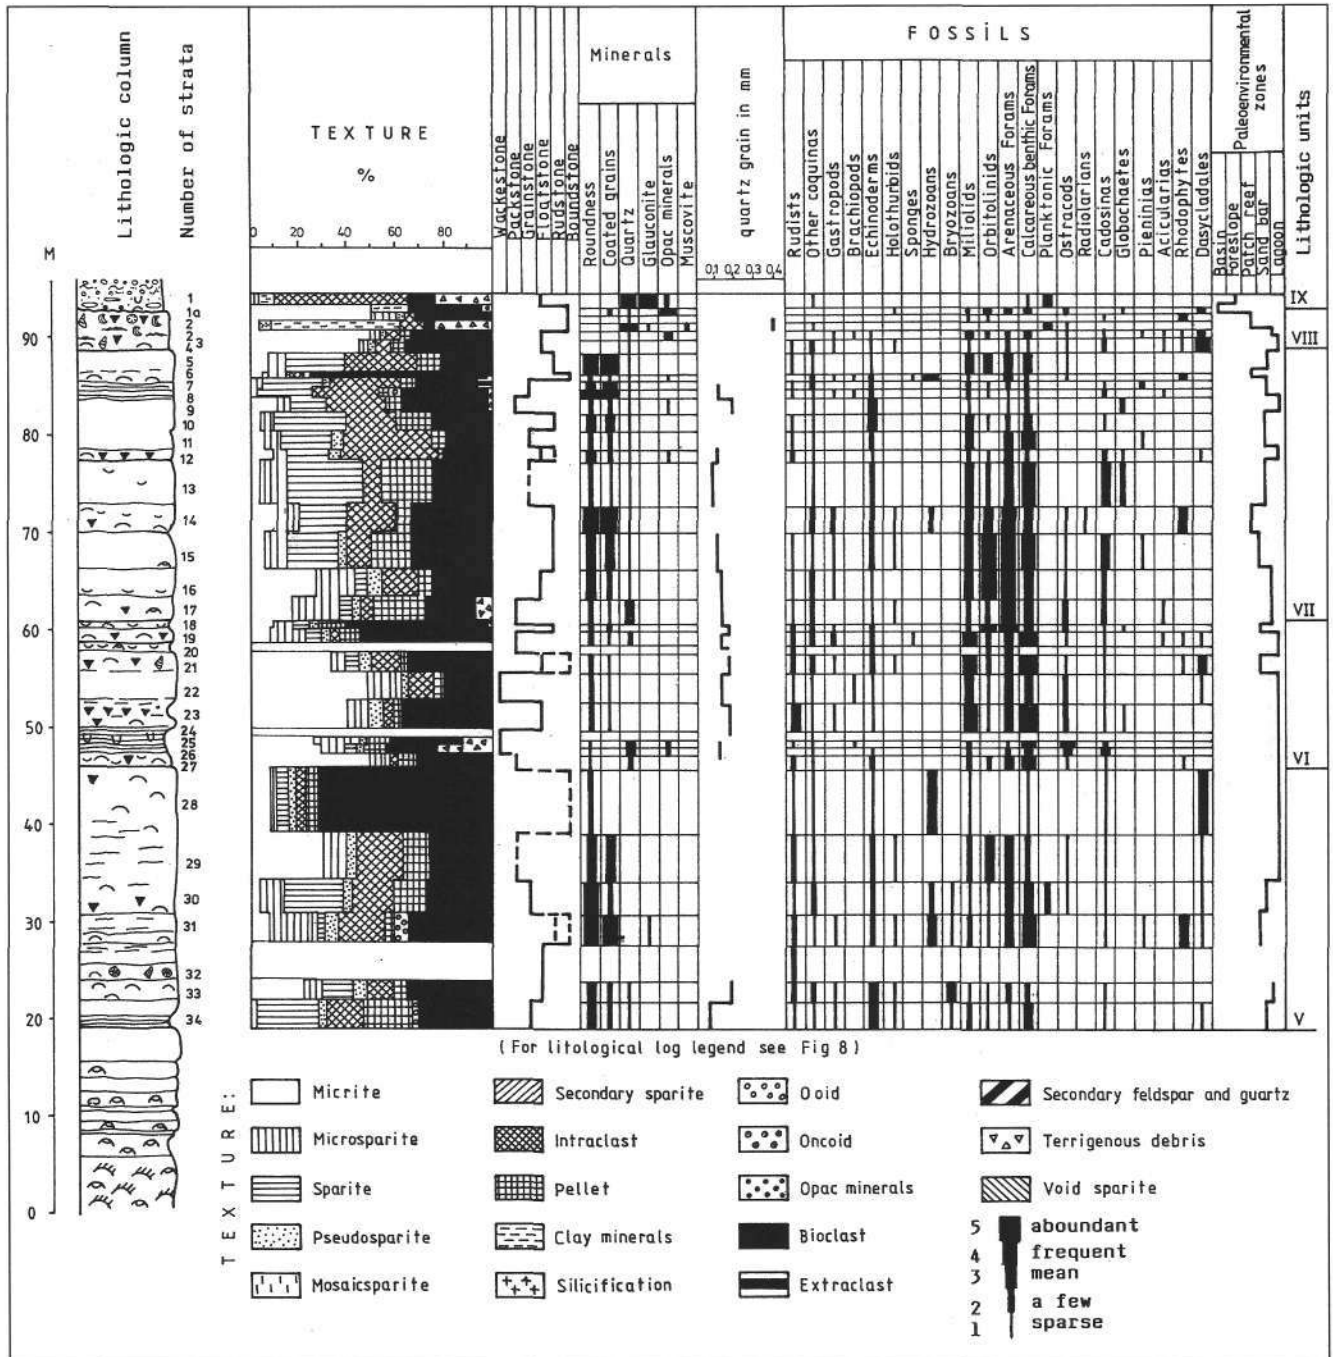 Lithologic column
Number of strata
TEXTURE
%
0 20 40 60 80
M
Wackestone
Packstone
Grainstone
Floatstone
Rudstone
Boundstone
Minerals
Roundness
Coated grains
Quartz
Glauconite
Opac minerals
Muscovite
quartz grain in mm
0,1 0,2 0,4
FOSSİLS
Rudists
Other coquinas
Gastropods
Brachiopods
Echinoderms
Holothurids
Sponges
Hydrozoans
Bryozoans
Miliolids
Orbitolinids
Arenaceous Forams
Calcareous benthic Forams
Planktonic Forams
Ostracods
Radiolarians
Cadosinas
Globochaetes
Pieninias
Acicularias
Rhodophytes
Dasycladales
Paleoenvironmental zones
Basin
Foreslope
Patch reef
Sand bar
Lagoon
Lithologic units
90
80
70
60
50
40
30
20
10
0
1
1a
2
2
3
4
5
6
7
8
9
10
11
12
13
14
15
16
17
18
19
20
21
22
23
24
25
26
27
28
29
30
31
32
33
34
IX
VIII
VII
VI
V
(For litological log legend see Fig 8)
TEXTURE:
Micrite
Microsparite
Sparite
Pseudosparite
Mosaicsparite
Secondary sparite
Intraclast
Pellet
Clay minerals
Silicification
Ooid
Oncoid
Opac minerals
Bioclast
Extraclast
Secondary feldspar and guartz
Terrigenous debris
Void sparite
5 aboundant
4 frequent
3 mean
2 a few
1 sparse